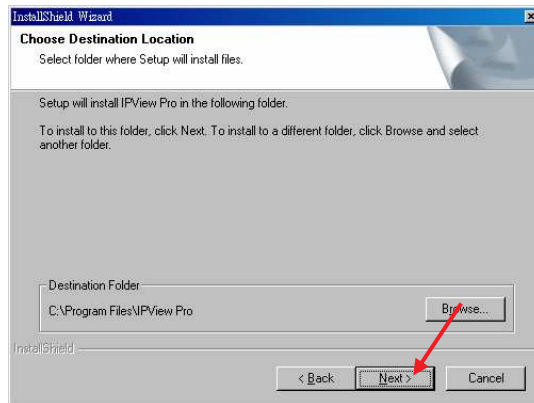 InstallShield Wizard
Choose Destination Location
Select folder where Setup will install files.
Setup will install IPView Pro in the following folder.
To install to this folder, click Next. To install to a different folder, click Browse and select
another folder.
Destination Folder
C:\Program Files\IPView Pro
Browse...
InstallShield
< Back
Next >
Cancel